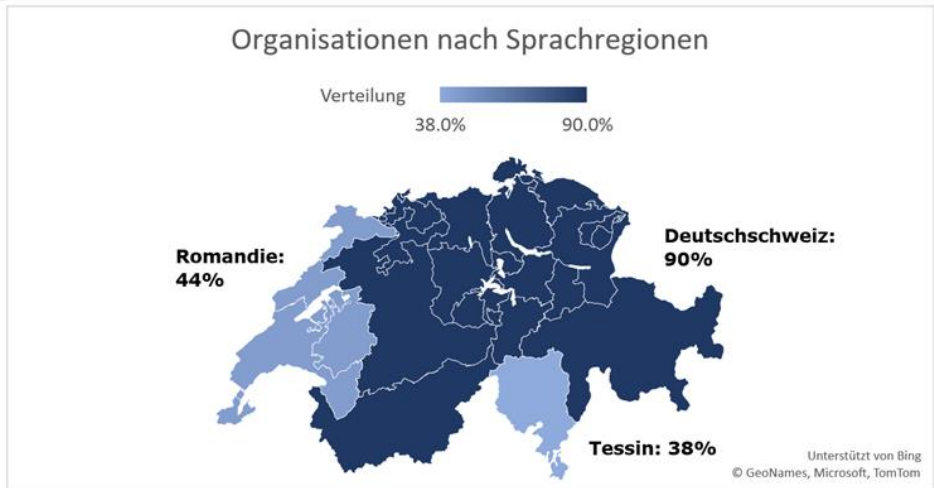 Organisationen nach Sprachregionen
Verteilung
38.0% 90.0%
Romandie:
44%
Deutschschweiz:
90%
Tessin: 38%
Unterstützt von Bing
© GeoNames, Microsoft, TomTom